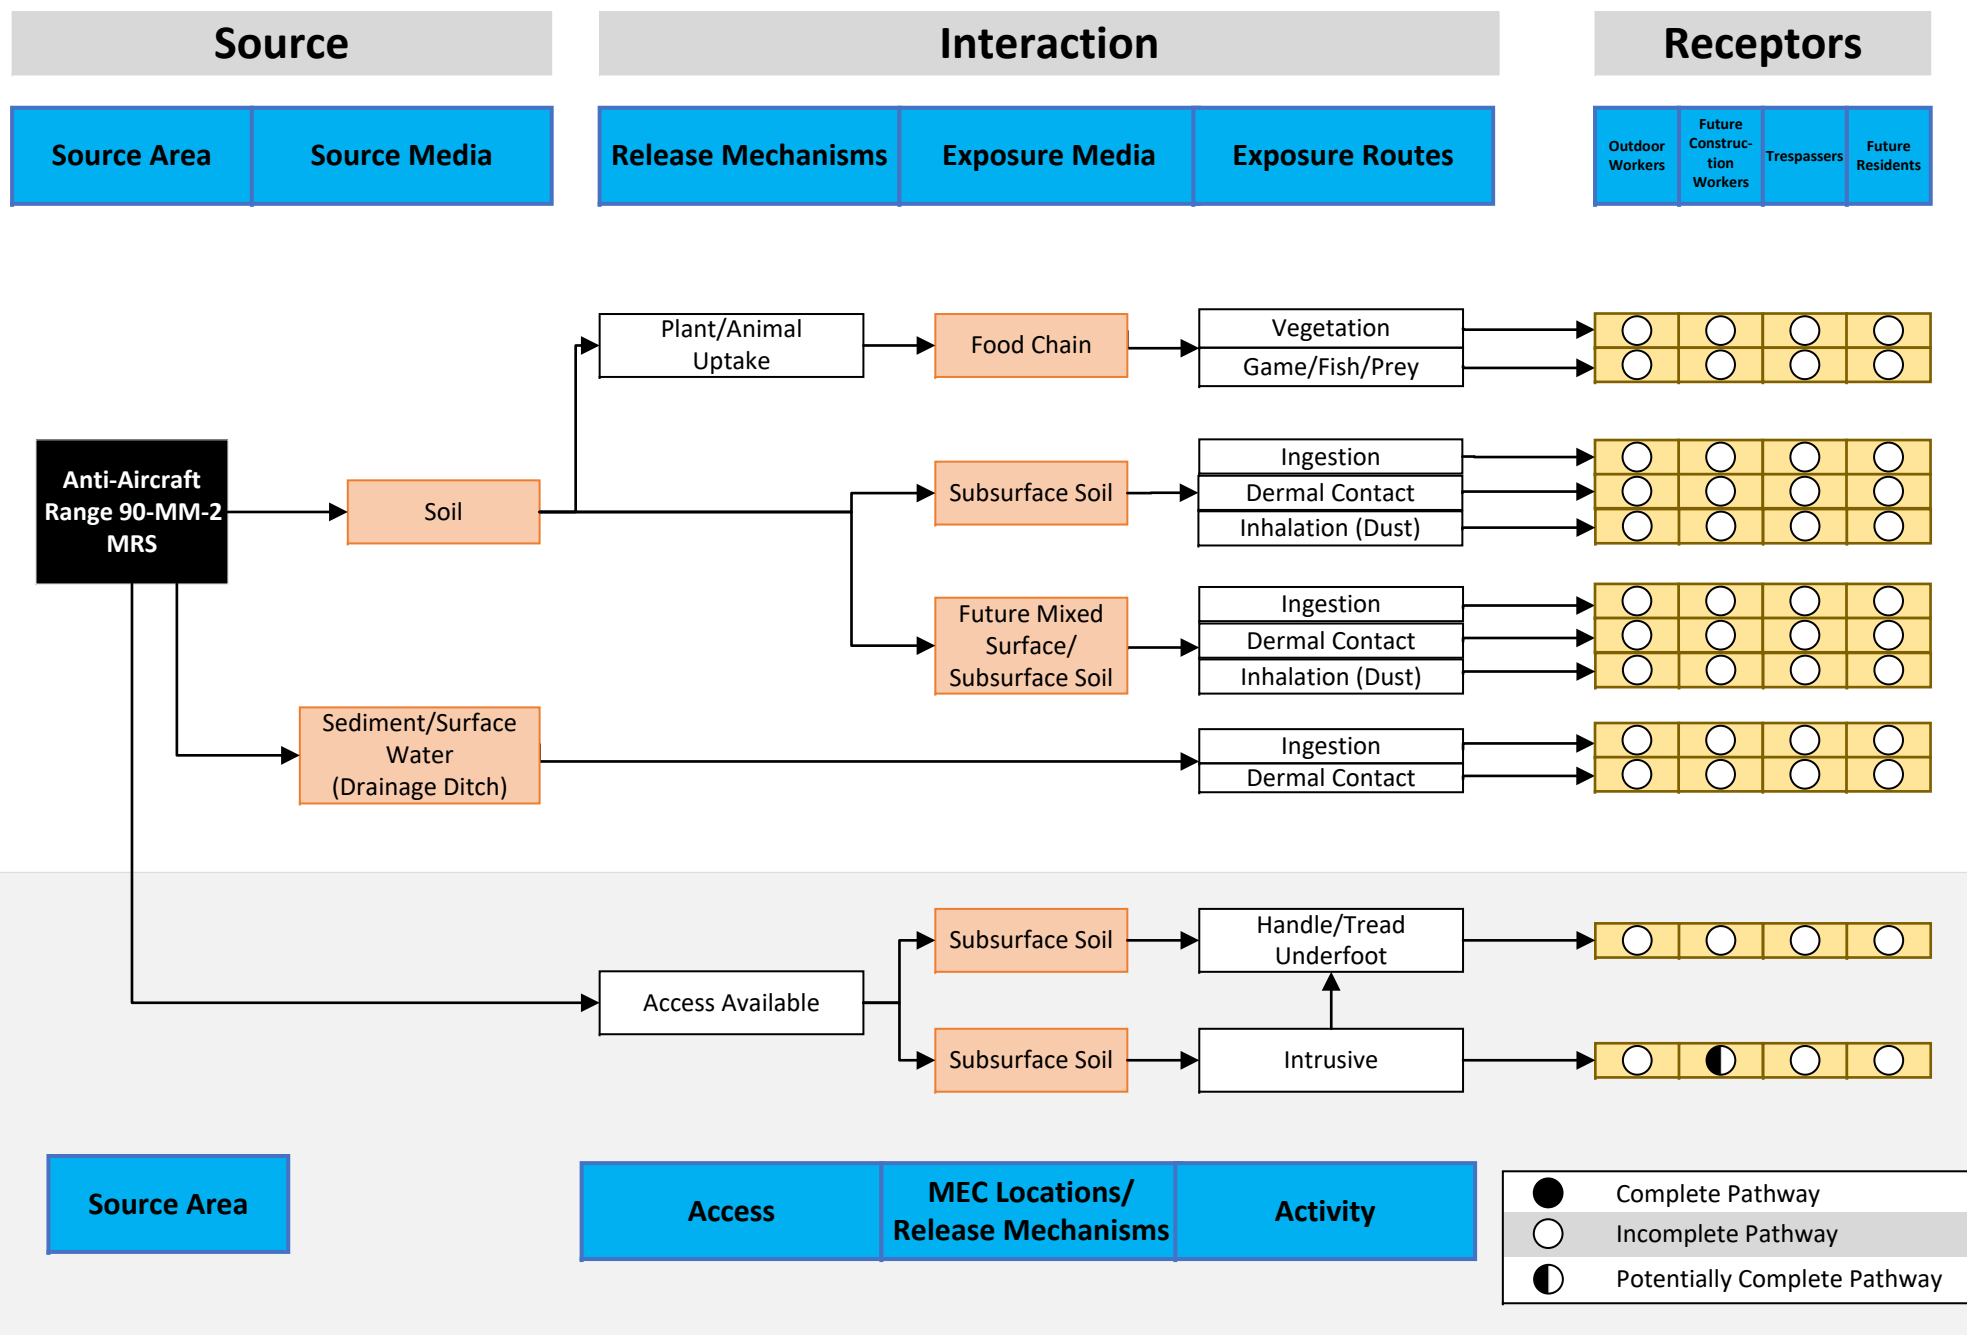 Source
Interaction
Receptors
Source Area
Source Media
Release Mechanisms
Exposure Media
Exposure Routes
Outdoor
Workers
Future
Construc-
tion
Workers
Trespassers
Future
Residents
Plant/Animal
Uptake
Food Chain
Vegetation
Game/Fish/Prey
Anti-Aircraft
Range 90-MM-2
MRS
Soil
Subsurface Soil
Ingestion
Dermal Contact
Inhalation (Dust)
Future Mixed
Surface/
Subsurface Soil
Ingestion
Dermal Contact
Inhalation (Dust)
Sediment/Surface
Water
(Drainage Ditch)
Ingestion
Dermal Contact
Access Available
Subsurface Soil
Handle/Tread
Underfoot
Subsurface Soil
Intrusive
Source Area
Access
MEC Locations/
Release Mechanisms
Activity
Complete Pathway
Incomplete Pathway
Potentially Complete Pathway